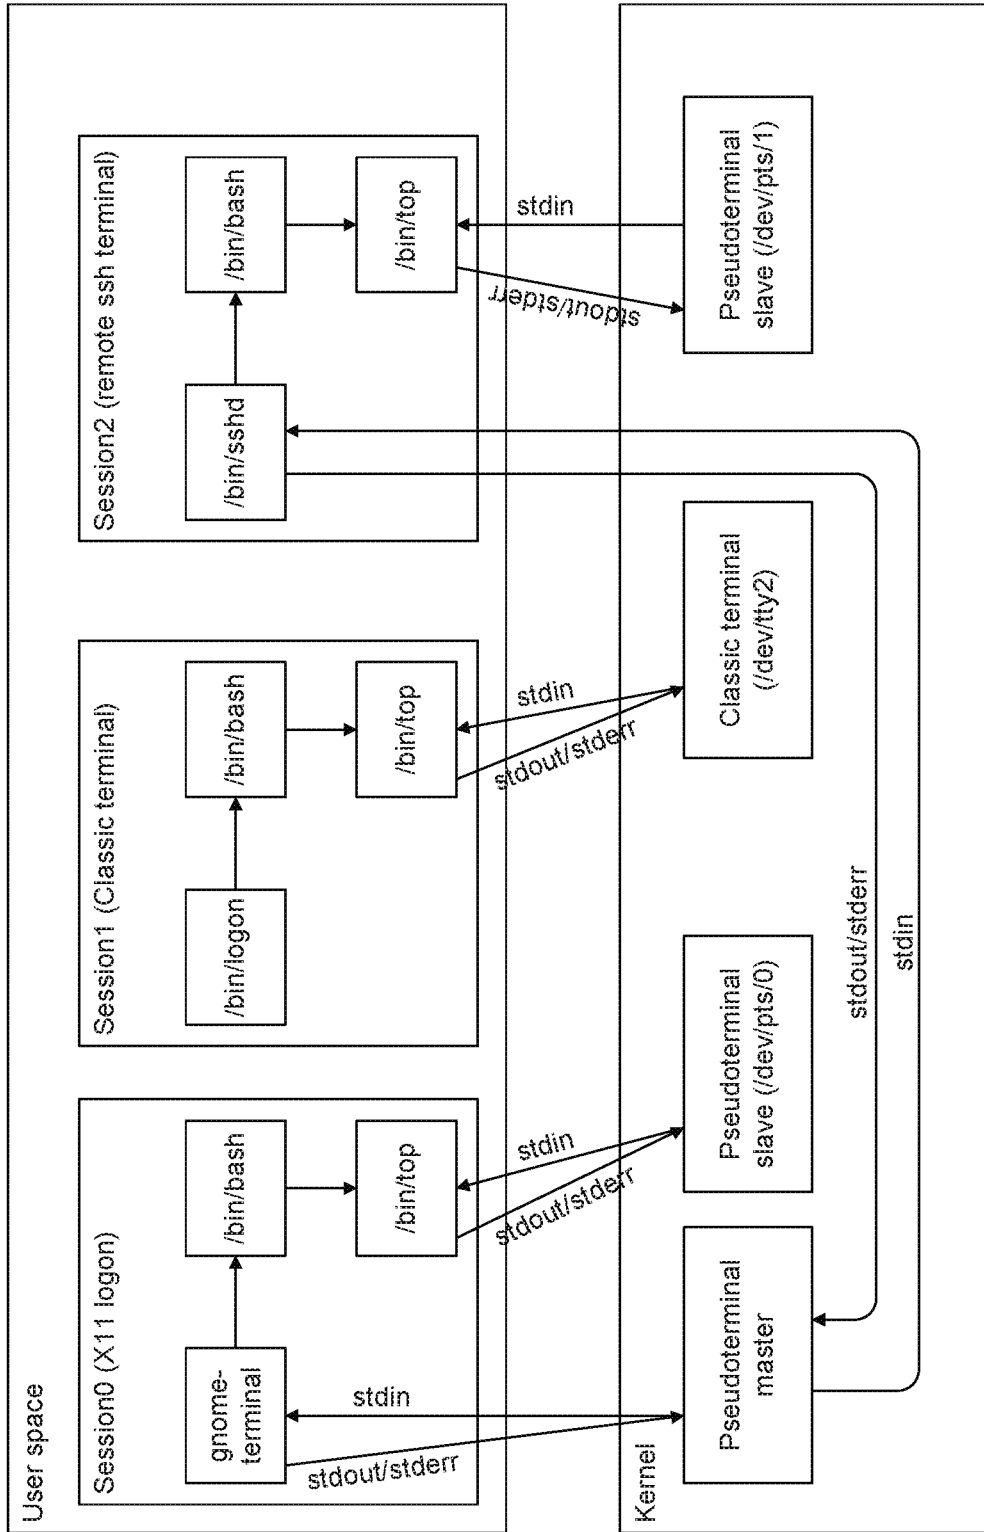 User space
Session0 (X11 logon)
gnome-
terminal
/bin/bash
/bin/top
stdin
stdout/stderr
stdin
stdout/stderr
Session1 (Classic terminal)
/bin/logon
/bin/bash
/bin/top
stdin
stdout/stderr
Session2 (remote ssh terminal)
/bin/sshd
/bin/bash
/bin/top
stdin
stdout/stderr
Kernel
Pseudoterminal
master
Pseudoterminal
slave (/dev/pts/0)
Classic terminal
(/dev/tty2)
Pseudoterminal
slave (/dev/pts/1)
stdout/stderr
stdin